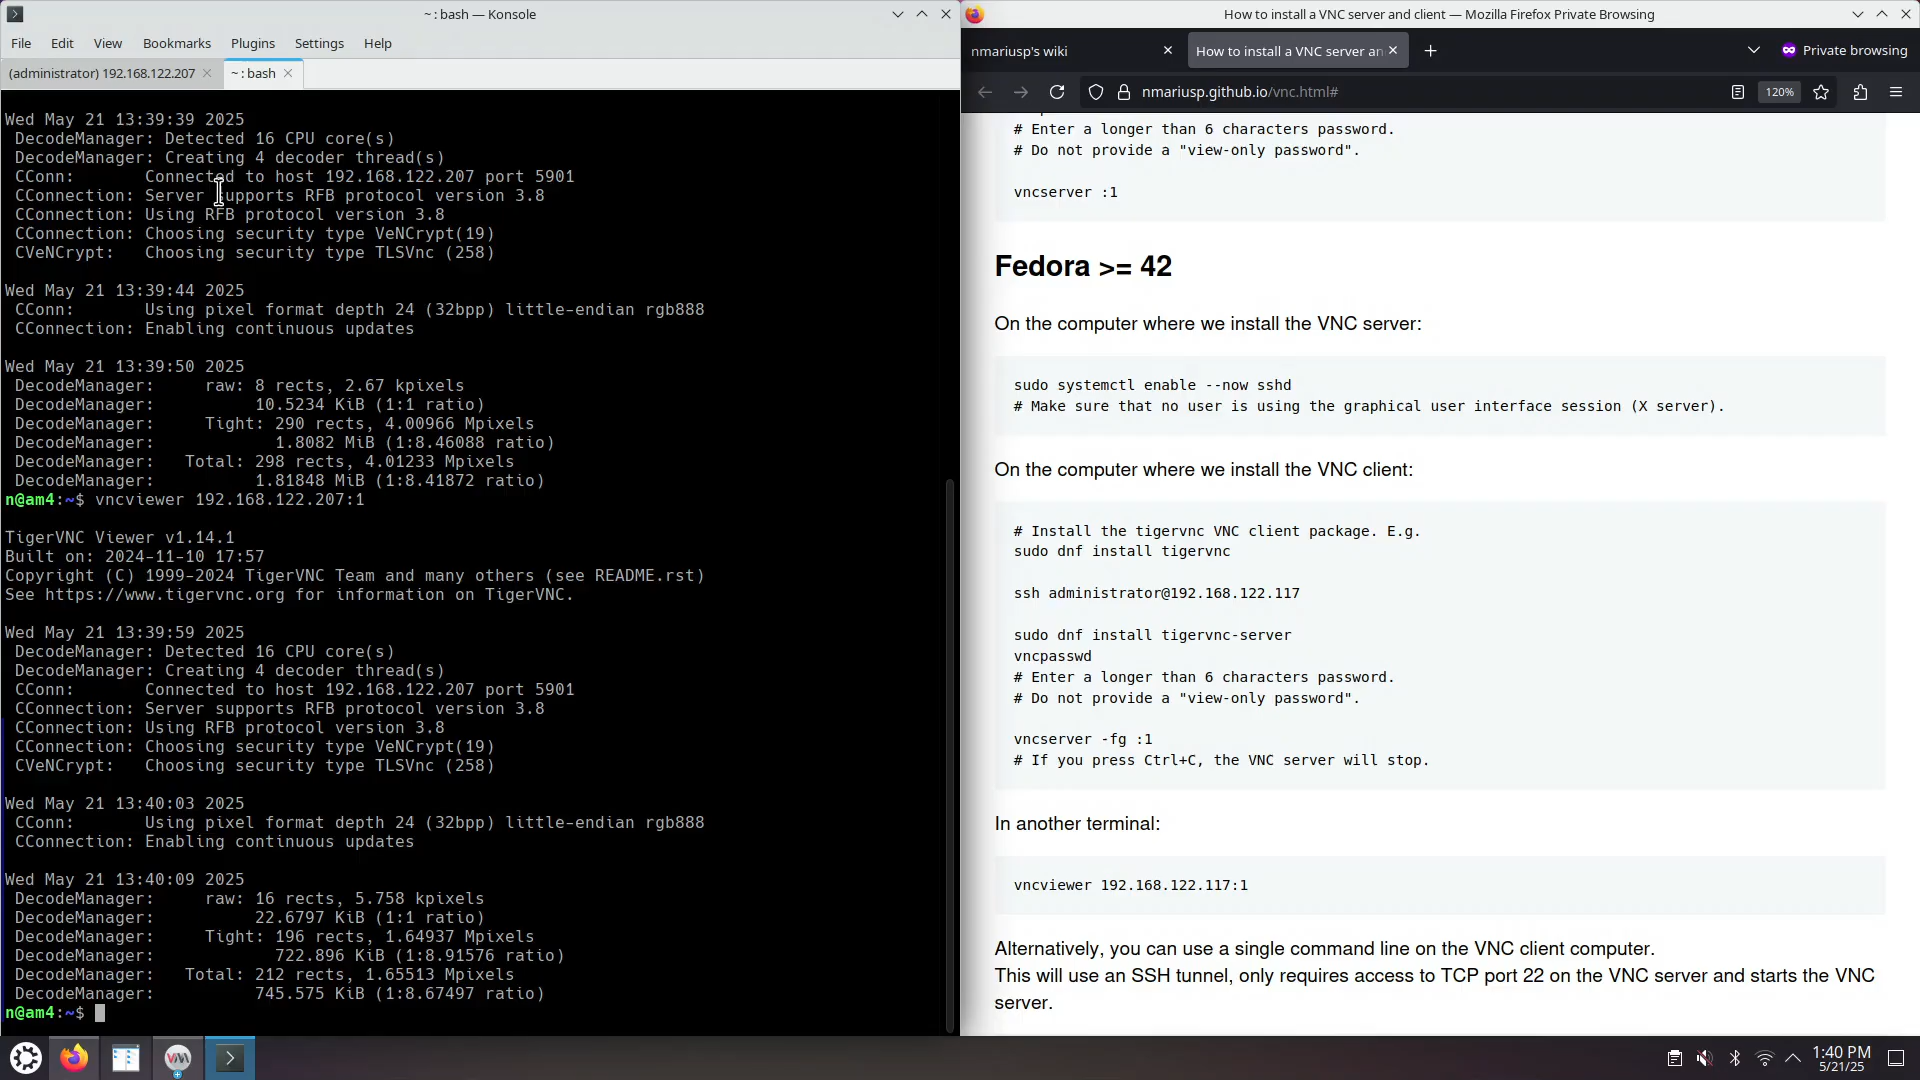 ~ : bash — Konsole
File Edit View Bookmarks Plugins Settings Help
(administrator) 192.168.122.207
~ : bash
Wed May 21 13:39:39 2025
DecodeManager: Detected 16 CPU core(s)
DecodeManager: Creating 4 decoder thread(s)
CConn: Connected to host 192.168.122.207 port 5901
CConnection: Server supports RFB protocol version 3.8
CConnection: Using RFB protocol version 3.8
CConnection: Choosing security type VeNCrypt(19)
CVeNCrypt: Choosing security type TLSVnc (258)
Wed May 21 13:39:44 2025
CConn: Using pixel format depth 24 (32bpp) little-endian rgb888
CConnection: Enabling continuous updates
Wed May 21 13:39:50 2025
DecodeManager: raw: 8 rects, 2.67 kpixels
DecodeManager: 10.5234 KiB (1:1 ratio)
DecodeManager: Tight: 290 rects, 4.00966 Mpixels
DecodeManager: 1.8082 MiB (1:8.46088 ratio)
DecodeManager: Total: 298 rects, 4.01233 Mpixels
DecodeManager: 1.81848 MiB (1:8.41872 ratio)
n@am4:~$ vncviewer 192.168.122.207:1
TigerVNC Viewer v1.14.1
Built on: 2024-11-10 17:57
Copyright (C) 1999-2024 TigerVNC Team and many others (see README.rst)
See https://www.tigervnc.org for information on TigerVNC.
Wed May 21 13:39:59 2025
DecodeManager: Detected 16 CPU core(s)
DecodeManager: Creating 4 decoder thread(s)
CConn: Connected to host 192.168.122.207 port 5901
CConnection: Server supports RFB protocol version 3.8
CConnection: Using RFB protocol version 3.8
CConnection: Choosing security type VeNCrypt(19)
CVeNCrypt: Choosing security type TLSVnc (258)
Wed May 21 13:40:03 2025
CConn: Using pixel format depth 24 (32bpp) little-endian rgb888
CConnection: Enabling continuous updates
Wed May 21 13:40:09 2025
DecodeManager: raw: 16 rects, 5.758 kpixels
DecodeManager: 22.6797 KiB (1:1 ratio)
DecodeManager: Tight: 196 rects, 1.64937 Mpixels
DecodeManager: 722.896 KiB (1:8.91576 ratio)
DecodeManager: Total: 212 rects, 1.65513 Mpixels
DecodeManager: 745.575 KiB (1:8.67497 ratio)
n@am4:~$
How to install a VNC server and client — Mozilla Firefox Private Browsing
nmariusp's wiki
How to install a VNC server an
Private browsing
nmariusp.github.io/vnc.html#
120%
# Enter a longer than 6 characters password.
# Do not provide a "view-only password".
vncserver :1
Fedora >= 42
On the computer where we install the VNC server:
sudo systemctl enable --now sshd
# Make sure that no user is using the graphical user interface session (X server).
On the computer where we install the VNC client:
# Install the tigervnc VNC client package. E.g.
sudo dnf install tigervnc
ssh administrator@192.168.122.117
sudo dnf install tigervnc-server
vncpasswd
# Enter a longer than 6 characters password.
# Do not provide a "view-only password".
vncserver -fg :1
# If you press Ctrl+C, the VNC server will stop.
In another terminal:
vncviewer 192.168.122.117:1
Alternatively, you can use a single command line on the VNC client computer.
This will use an SSH tunnel, only requires access to TCP port 22 on the VNC server and starts the VNC
server.
1:40 PM
5/21/25